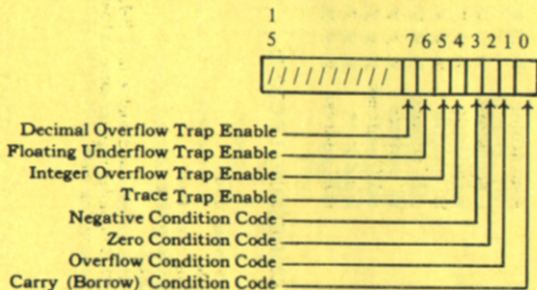 1
5 7 6 5 4 3 2 1 0
/ / / / / / / / / /
Decimal Overflow Trap Enable
Floating Underflow Trap Enable
Integer Overflow Trap Enable
Trace Trap Enable
Negative Condition Code
Zero Condition Code
Overflow Condition Code
Carry (Borrow) Condition Code